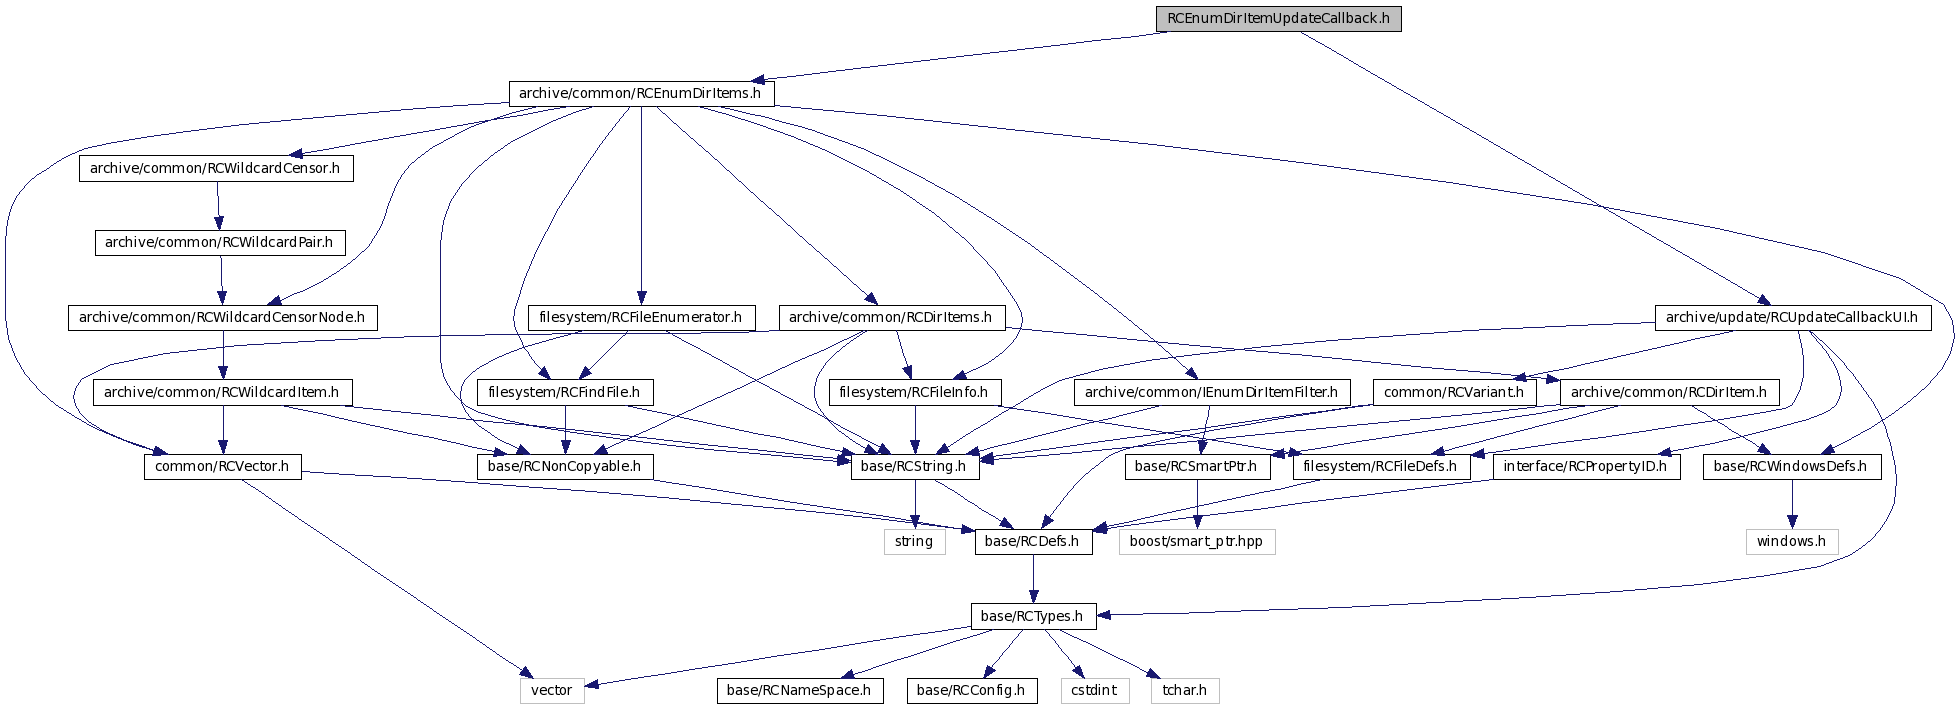 RCEnumDirItemUpdateCallback.h
archive/common/RCEnumDirItems.h
archive/common/RCWildcardCensor.h
archive/common/RCWildcardPair.h
archive/common/RCWildcardCensorNode.h
filesystem/RCFileEnumerator.h
archive/common/RCDirItems.h
archive/update/RCUpdateCallbackUI.h
archive/common/RCWildcardItem.h
filesystem/RCFindFile.h
filesystem/RCFileInfo.h
archive/common/IEnumDirItemFilter.h
common/RCVariant.h
archive/common/RCDirItem.h
common/RCVector.h
base/RCNonCopyable.h
base/RCString.h
base/RCSmartPtr.h
filesystem/RCFileDefs.h
interface/RCPropertyID.h
base/RCWindowsDefs.h
string
base/RCDefs.h
boost/smart_ptr.hpp
windows.h
base/RCTypes.h
vector
base/RCNameSpace.h
base/RCConfig.h
cstdint
tchar.h